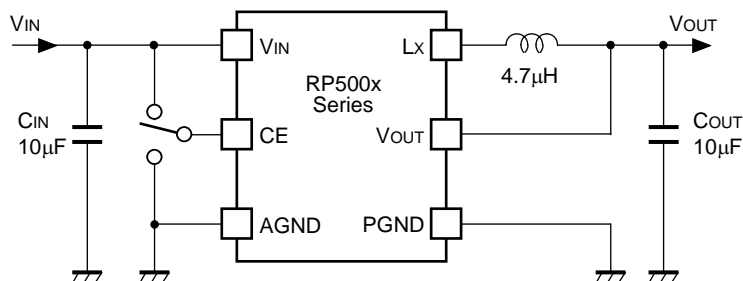 VIN
VOUT
VIN
LX
RP500x
Series
4.7μH
CIN
10μF
CE
VOUT
COUT
10μF
AGND
PGND